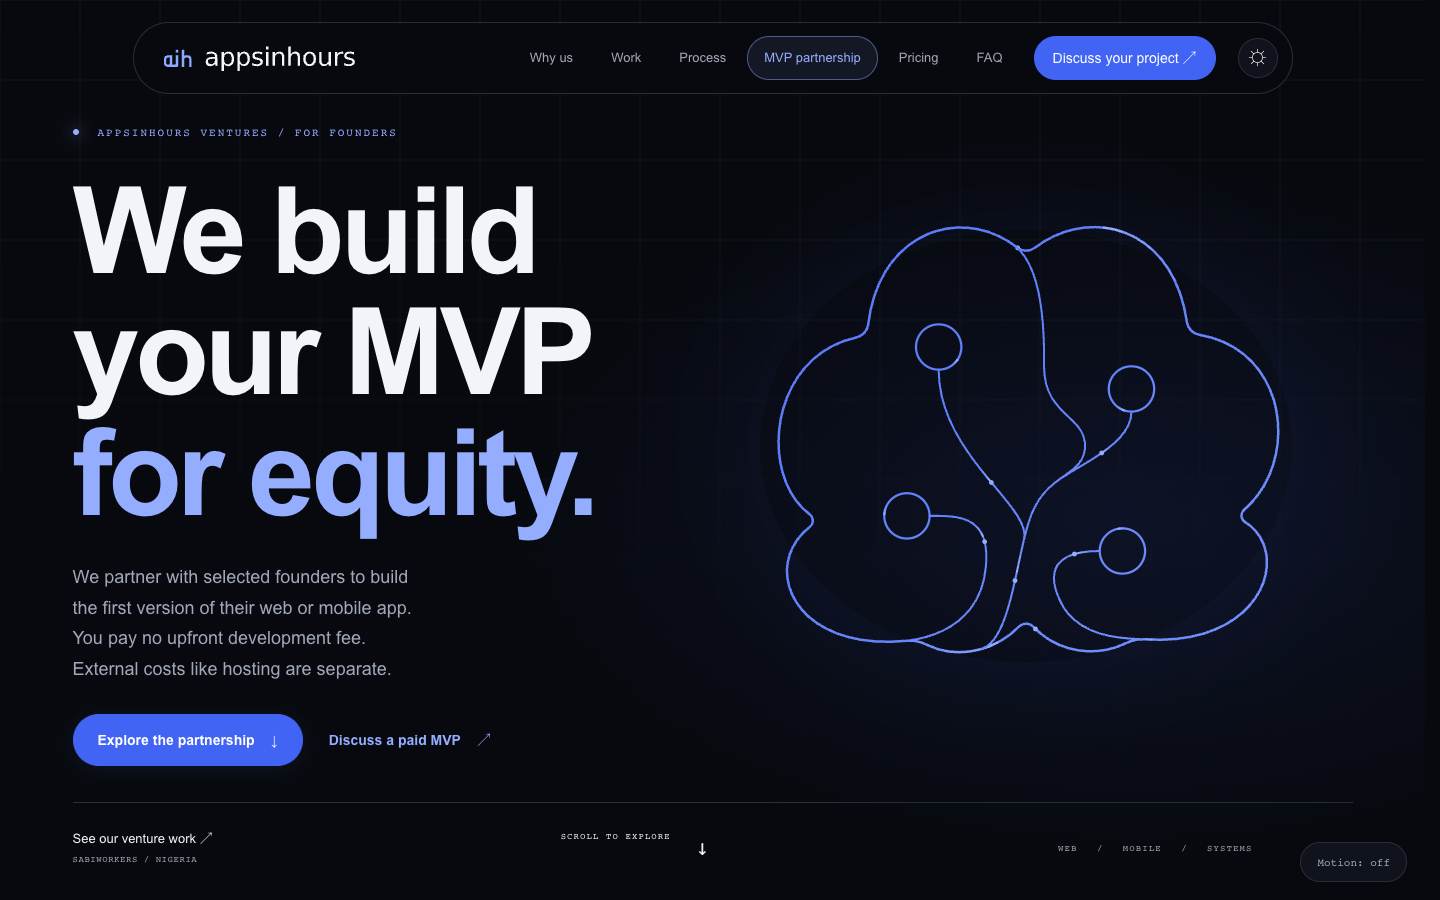 aih appsinhours
Why us
Work
Process
MVP partnership
Pricing
FAQ
Discuss your project ↗
APPSINHOURS VENTURES / FOR FOUNDERS
We build
your MVP
for equity.
We partner with selected founders to build
the first version of their web or mobile app.
You pay no upfront development fee.
External costs like hosting are separate.
Explore the partnership ↓
Discuss a paid MVP ↗
See our venture work ↗
SABIWORKERS / NIGERIA
SCROLL TO EXPLORE ↓
WEB / MOBILE / SYSTEMS
Motion: off